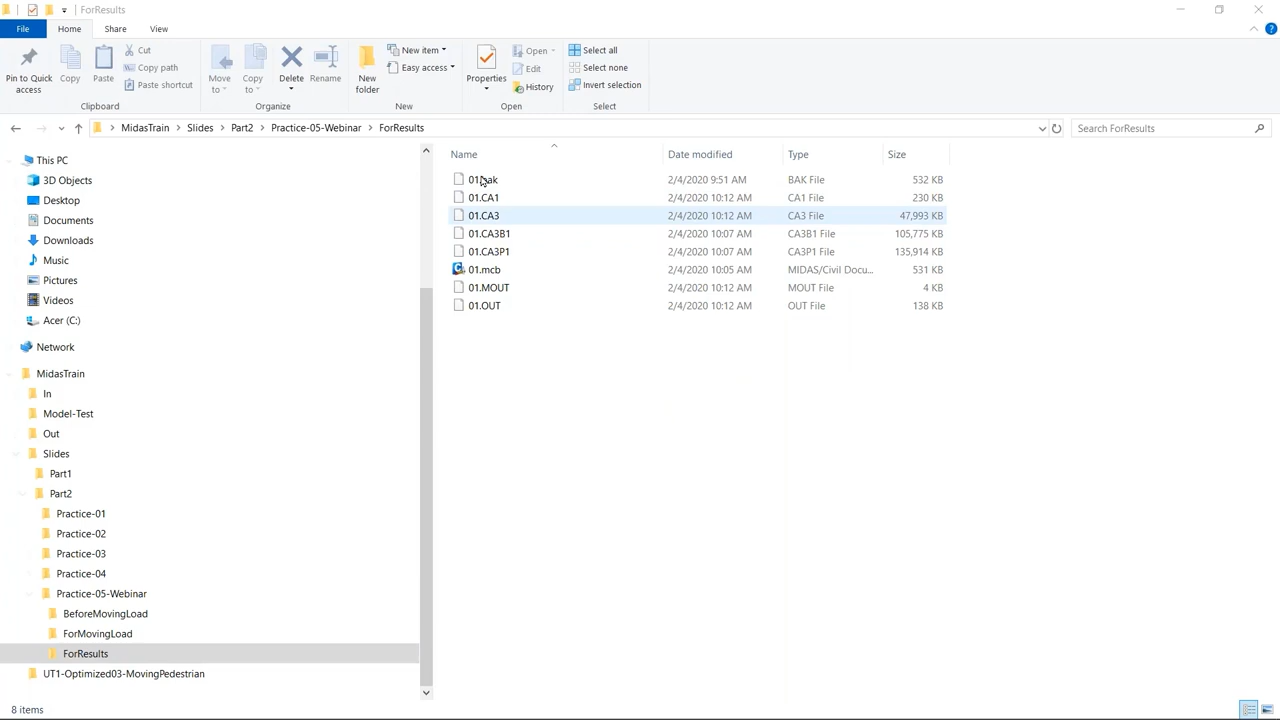 ForResults
File Home Share View
Pin to Quick access
Copy
Paste
Cut
Copy path
Paste shortcut
Clipboard
Move to
Copy to
Delete
Rename
Organize
New folder
New item
Easy access
New
Properties
Open
Edit
History
Open
Select all
Select none
Invert selection
Select
MidasTrain > Slides > Part2 > Practice-05-Webinar > ForResults
Search ForResults
This PC
3D Objects
Desktop
Documents
Downloads
Music
Pictures
Videos
Acer (C:)
Network
MidasTrain
In
Model-Test
Out
Slides
Part1
Part2
Practice-01
Practice-02
Practice-03
Practice-04
Practice-05-Webinar
BeforeMovingLoad
ForMovingLoad
ForResults
UT1-Optimized03-MovingPedestrian
Name Date modified Type Size
01.bak 2/4/2020 9:51 AM BAK File 532 KB
01.CA1 2/4/2020 10:12 AM CA1 File 230 KB
01.CA3 2/4/2020 10:12 AM CA3 File 47,993 KB
01.CA3B1 2/4/2020 10:07 AM CA3B1 File 105,775 KB
01.CA3P1 2/4/2020 10:07 AM CA3P1 File 135,914 KB
01.mcb 2/4/2020 10:05 AM MIDAS/Civil Docu... 531 KB
01.MOUT 2/4/2020 10:12 AM MOUT File 4 KB
01.OUT 2/4/2020 10:12 AM OUT File 138 KB
8 items